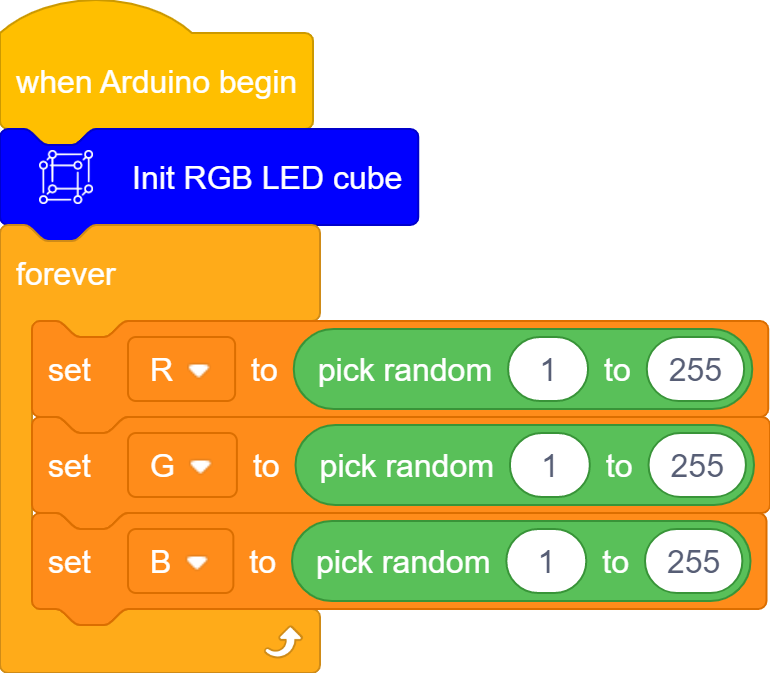 when Arduino begin
Init RGB LED cube
forever
set R to pick random 1 to 255
set G to pick random 1 to 255
set B to pick random 1 to 255